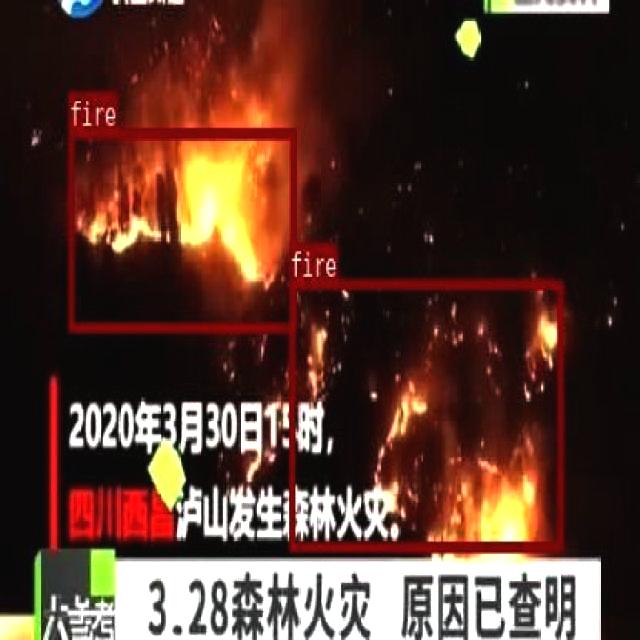 fire
fire
2020年3月30日15时，
四川西昌泸山发生森林火灾。
3.28森林火灾 原因已查明